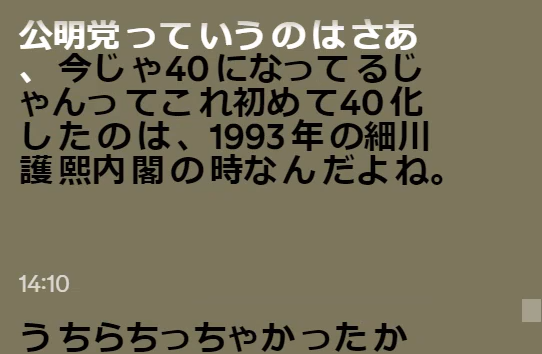 公明党っていうのはさあ
、今じゃ40になってるじ
ゃんってこれ初めて40化
したのは、1993年の細川
護熙内閣の時なんだよね。
14:10
うちらちっちゃかったか